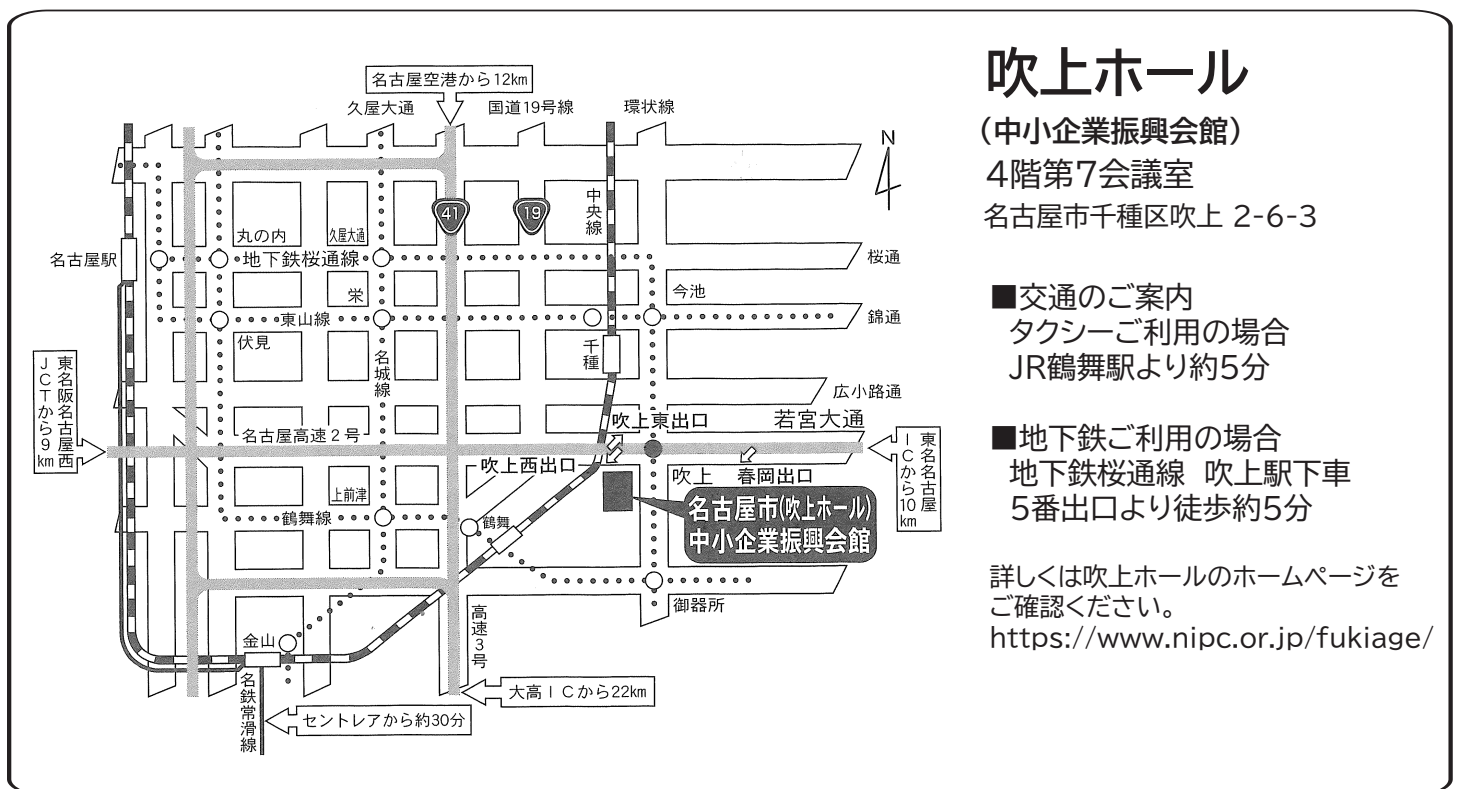 名古屋空港から12km
久屋大通
国道19号線
環状線
N
中央線
41
19
丸の内
久屋大通
名古屋駅
地下鉄桜通線
桜通
栄
今池
東山線
錦通
伏見
千種
名城線
広小路通
東名阪名古屋西
JCTから9km
吹上東出口
若宮大通
名古屋高速2号
東名名古屋
ICから10km
吹上西出口
吹上
春岡出口
上前津
名古屋市(吹上ホール)
中小企業振興会館
鶴舞線
鶴舞
御器所
高速3号
金山
大高ICから22km
名鉄常滑線
セントレアから約30分
吹上ホール
(中小企業振興会館)
4階第7会議室
名古屋市千種区吹上 2-6-3
■交通のご案内
タクシーご利用の場合
JR鶴舞駅より約5分
■地下鉄ご利用の場合
地下鉄桜通線 吹上駅下車
5番出口より徒歩約5分
詳しくは吹上ホールのホームページを
ご確認ください。
https://www.nipc.or.jp/fukiage/